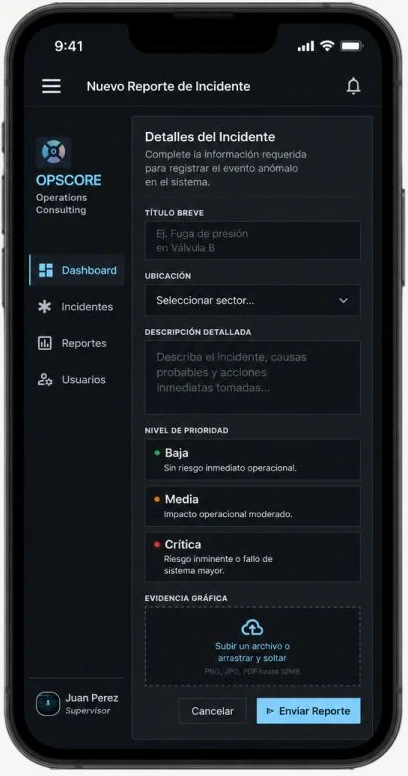 9:41
Nuevo Reporte de Incidente
OPSCORE
Operations
Consulting
Dashboard
Incidentes
Reportes
Usuarios
Juan Perez
Supervisor
Detalles del Incidente
Complete la información requerida
para registrar el evento anómalo
en el sistema.
TÍTULO BREVE
Ej. Fuga de presión
en Válvula B
UBICACIÓN
Seleccionar sector...
DESCRIPCIÓN DETALLADA
Describa el incidente, causas
probables y acciones
inmediatas tomadas...
NIVEL DE PRIORIDAD
Baja
Sin riesgo inmediato operacional.
Media
Impacto operacional moderado.
Crítica
Riesgo inminente o fallo de
sistema mayor.
EVIDENCIA GRÁFICA
Subir un archivo o
arrastrar y soltar
PNG, JPG, PDF hasta 10MB
Cancelar
Enviar Reporte